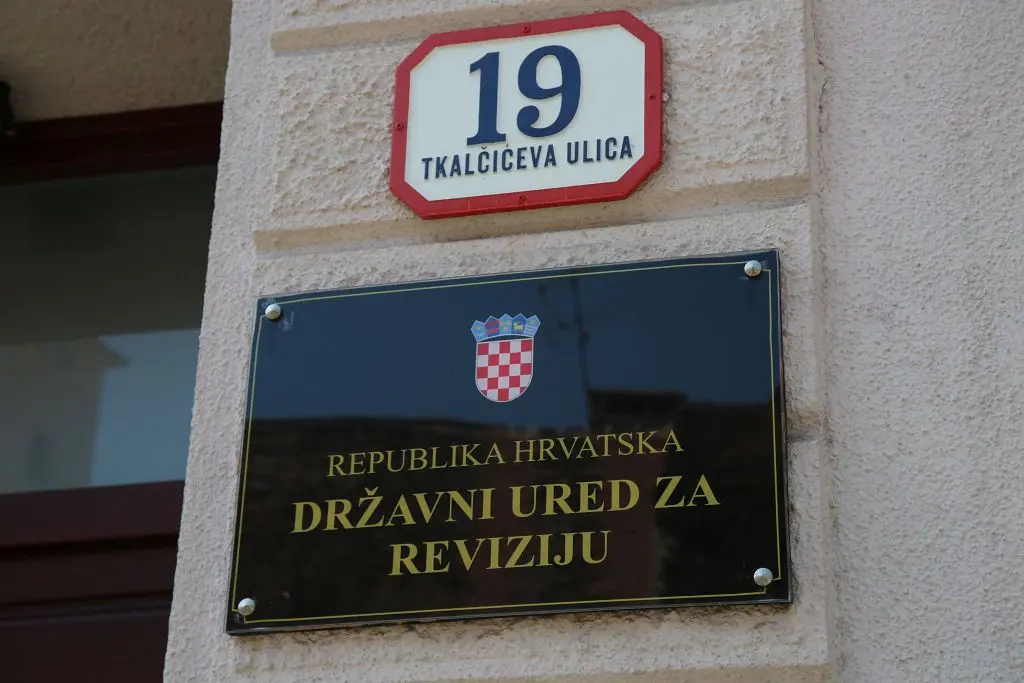 19
TKALČIĆEVA ULICA
REPUBLIKA HRVATSKA
DRŽAVNI URED ZA
REVIZIJU